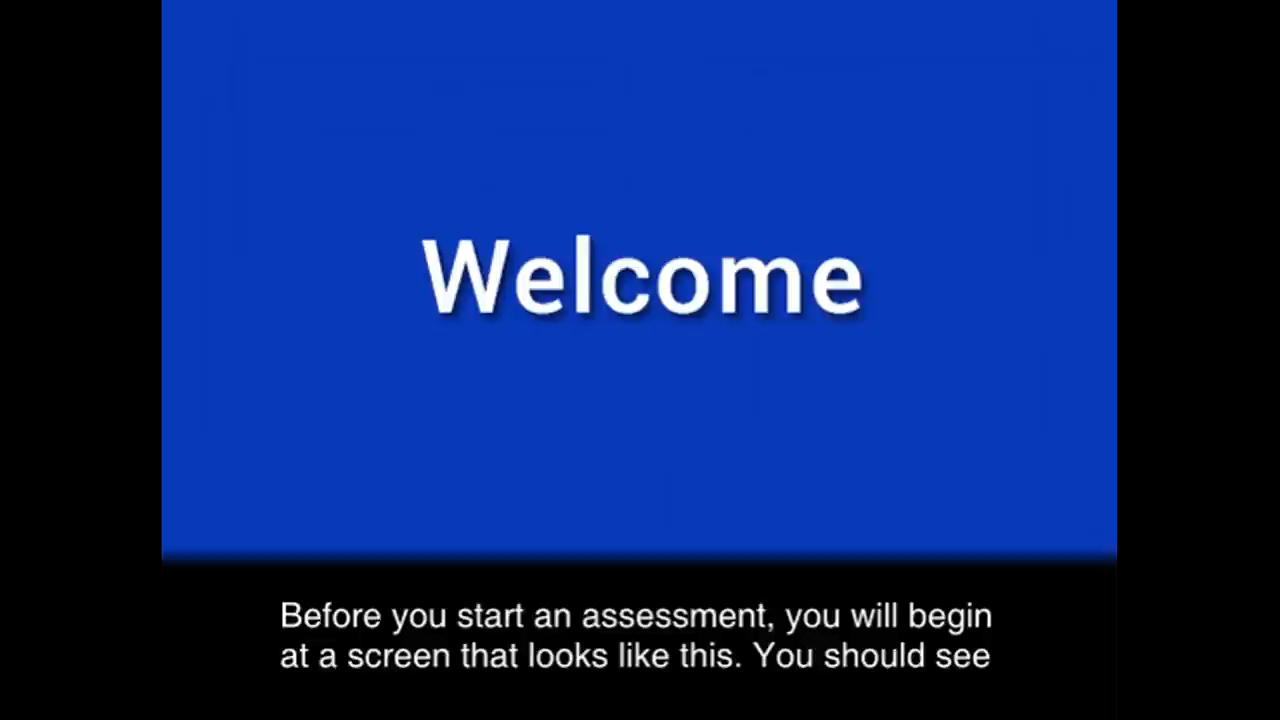 Welcome
Before you start an assessment, you will begin
at a screen that looks like this. You should see